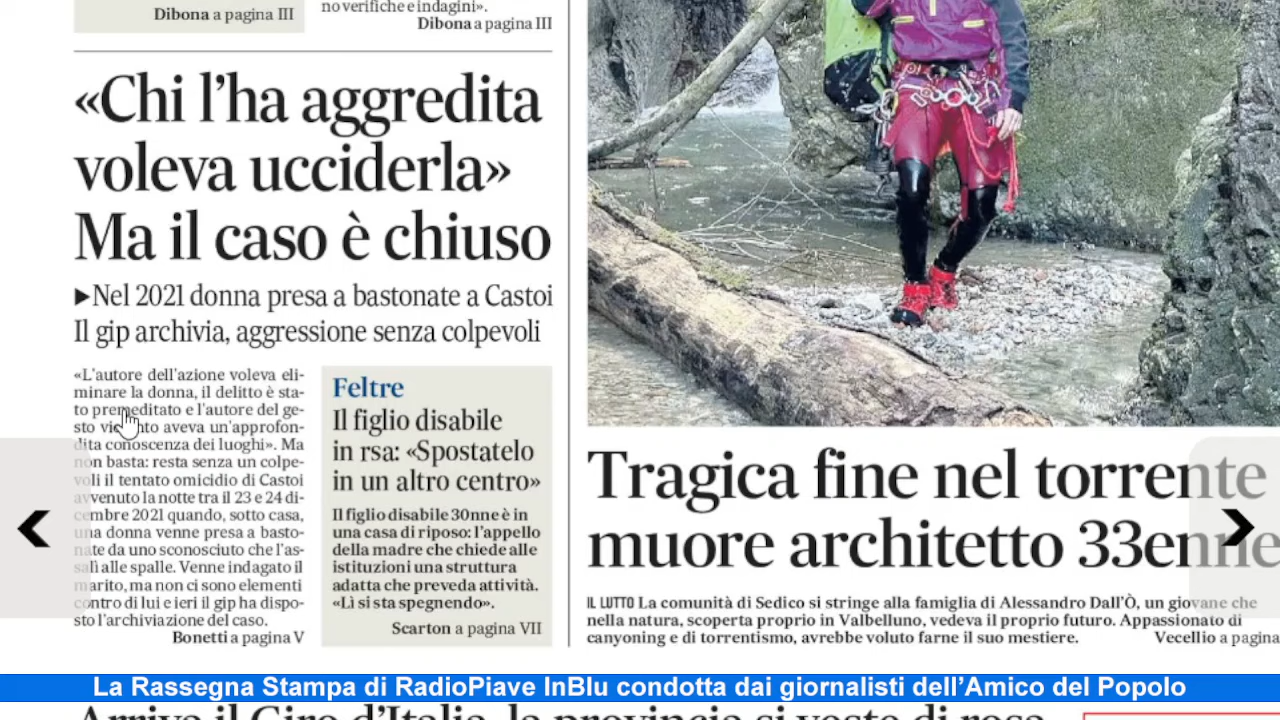 Dibona a pagina III
no verifiche e indagini».
Dibona a pagina III
«Chi l'ha aggredita
voleva ucciderla»
Ma il caso è chiuso
▶Nel 2021 donna presa a bastonate a Castoi
Il gip archivia, aggressione senza colpevoli
«L'autore dell'azione voleva eli-
minare la donna, il delitto è sta-
to premeditato e l'autore del ge-
sto violento aveva un'approfon-
dita conoscenza dei luoghi». Ma
non basta: resta senza un colpe-
voli il tentato omicidio di Castoi
avvenuto la notte tra il 23 e 24 di-
cembre 2021 quando, sotto casa,
una donna venne presa a basto-
nate da uno sconosciuto che l'as-
salì alle spalle. Venne indagato il
marito, ma non ci sono elementi
contro di lui e ieri il gip ha dispo-
sto l'archiviazione del caso.
Bonetti a pagina V
Feltre
Il figlio disabile
in rsa: «Spostatelo
in un altro centro»
Il figlio disabile 30nne è in
una casa di riposo: l'appello
della madre che chiede alle
istituzioni una struttura
adatta che preveda attività.
«Lì si sta spegnendo».
Scarton a pagina VII
Tragica fine nel torrente
muore architetto 33enne
IL LUTTO La comunità di Sedico si stringe alla famiglia di Alessandro Dall'Ò, un giovane che
nella natura, scoperta proprio in Valbelluno, vedeva il proprio futuro. Appassionato di
canyoning e di torrentismo, avrebbe voluto farne il suo mestiere.
Vecellio a pagina
La Rassegna Stampa di RadioPiave InBlu condotta dai giornalisti dell'Amico del Popolo
Arriva il Giro d'Italia, la provincia si veste di rosa